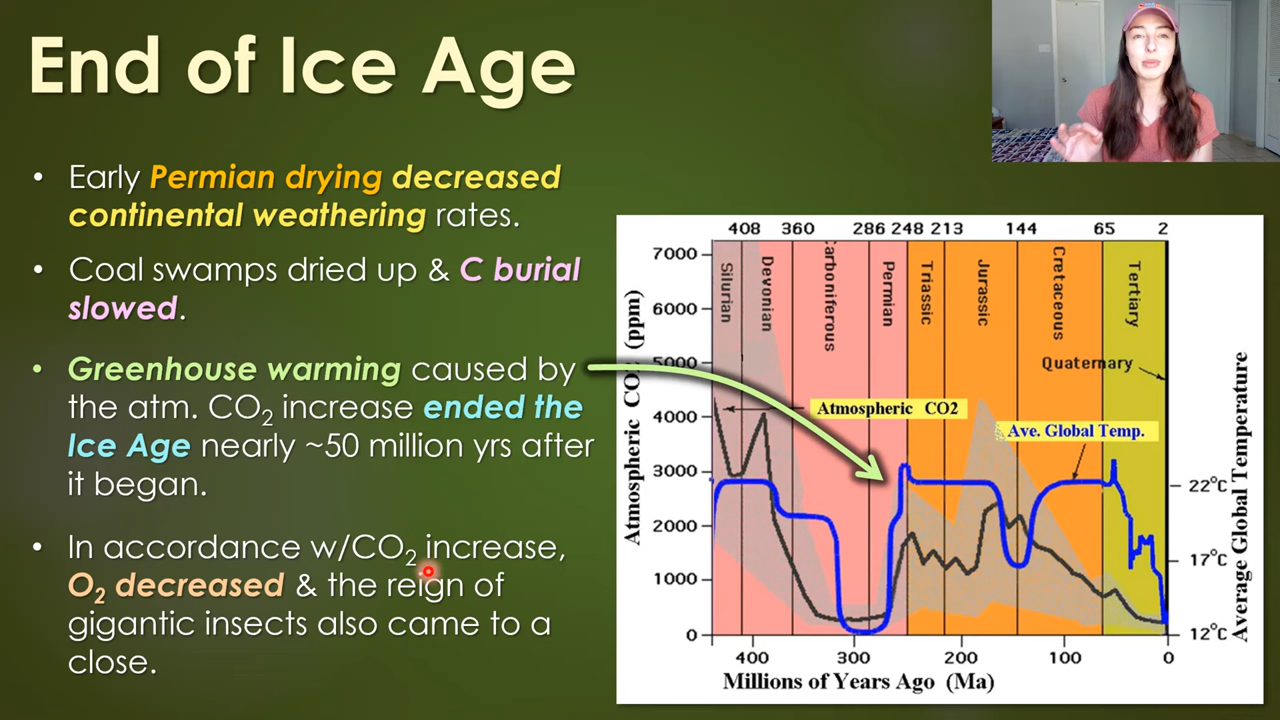 End of Ice Age
• Early Permian drying decreased
continental weathering rates.
• Coal swamps dried up & C burial
slowed.
• Greenhouse warming caused by
the atm. CO2 increase ended the
Ice Age nearly ~50 million yrs after
it began.
• In accordance w/CO2 increase,
O2 decreased & the reign of
gigantic insects also came to a
close.
408 360 286 248 213 144 65 2
7000
6000
5000
4000
3000
2000
1000
0
Atmospheric CO2 (ppm)
Silurian
Devonian
Carboniferous
Permian
Triassic
Jurassic
Cretaceous
Tertiary
Quaternary
Atmospheric CO2
Ave. Global Temp.
22°C
17°C
12°C
Average Global Temperature
400 300 200 100 0
Millions of Years Ago (Ma)